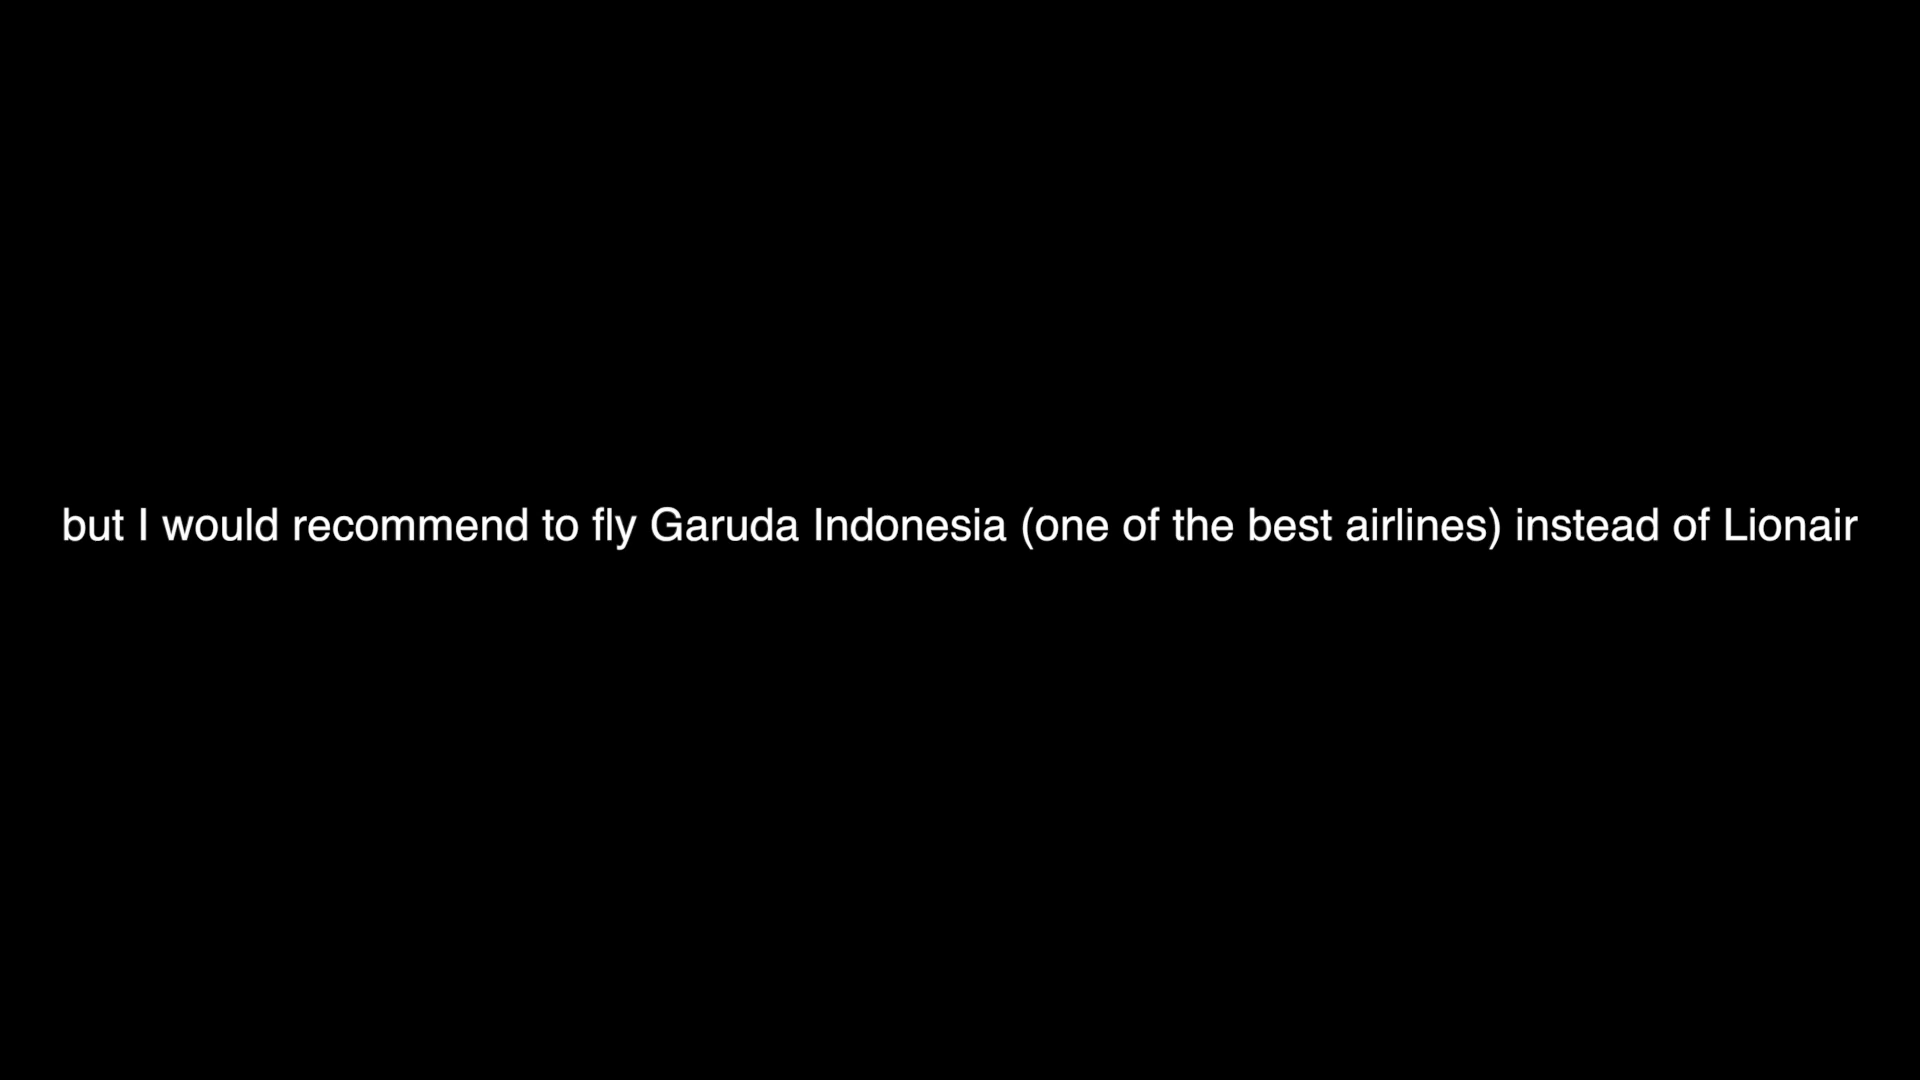 but I would recommend to fly Garuda Indonesia (one of the best airlines) instead of Lionair